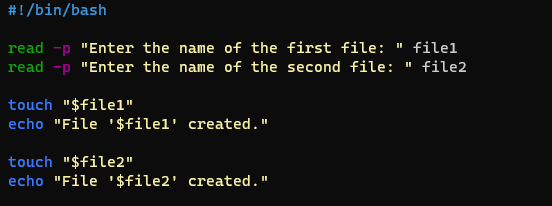 #!/bin/bash
read -p "Enter the name of the first file: " file1
read -p "Enter the name of the second file: " file2
touch "$file1"
echo "File '$file1' created."
touch "$file2"
echo "File '$file2' created."